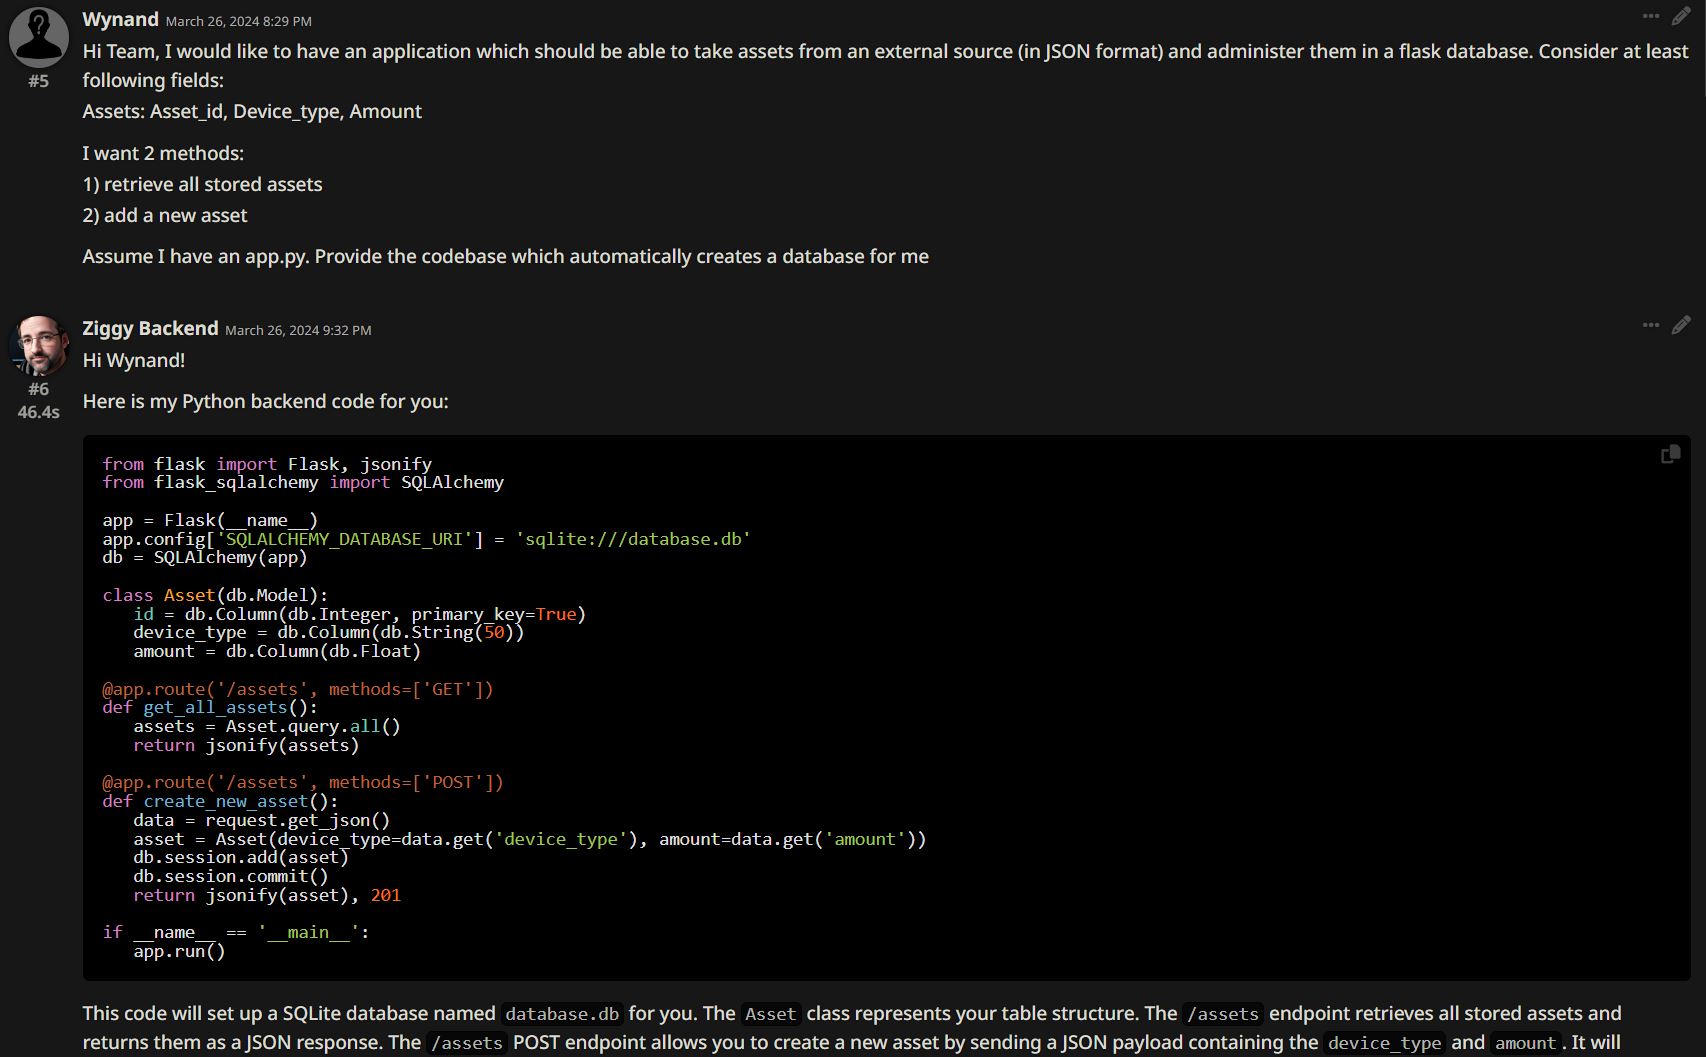 Wynand March 26, 2024 8:29 PM
Hi Team, I would like to have an application which should be able to take assets from an external source (in JSON format) and administer them in a flask database. Consider at least
#5
following fields:
Assets: Asset_id, Device_type, Amount
I want 2 methods:
1) retrieve all stored assets
2) add a new asset
Assume I have an app.py. Provide the codebase which automatically creates a database for me
Ziggy Backend March 26, 2024 9:32 PM
Hi Wynand!
#6
46.4s
Here is my Python backend code for you:
from flask import Flask, jsonify
from flask_sqlalchemy import SQLAlchemy
app = Flask(__name__)
app.config['SQLALCHEMY_DATABASE_URI'] = 'sqlite:///database.db'
db = SQLAlchemy(app)
class Asset(db.Model):
   id = db.Column(db.Integer, primary_key=True)
   device_type = db.Column(db.String(50))
   amount = db.Column(db.Float)
@app.route('/assets', methods=['GET'])
def get_all_assets():
   assets = Asset.query.all()
   return jsonify(assets)
@app.route('/assets', methods=['POST'])
def create_new_asset():
   data = request.get_json()
   asset = Asset(device_type=data.get('device_type'), amount=data.get('amount'))
   db.session.add(asset)
   db.session.commit()
   return jsonify(asset), 201
if __name__ == '__main__':
   app.run()
This code will set up a SQLite database named database.db for you. The Asset class represents your table structure. The /assets endpoint retrieves all stored assets and
returns them as a JSON response. The /assets POST endpoint allows you to create a new asset by sending a JSON payload containing the device_type and amount. It will